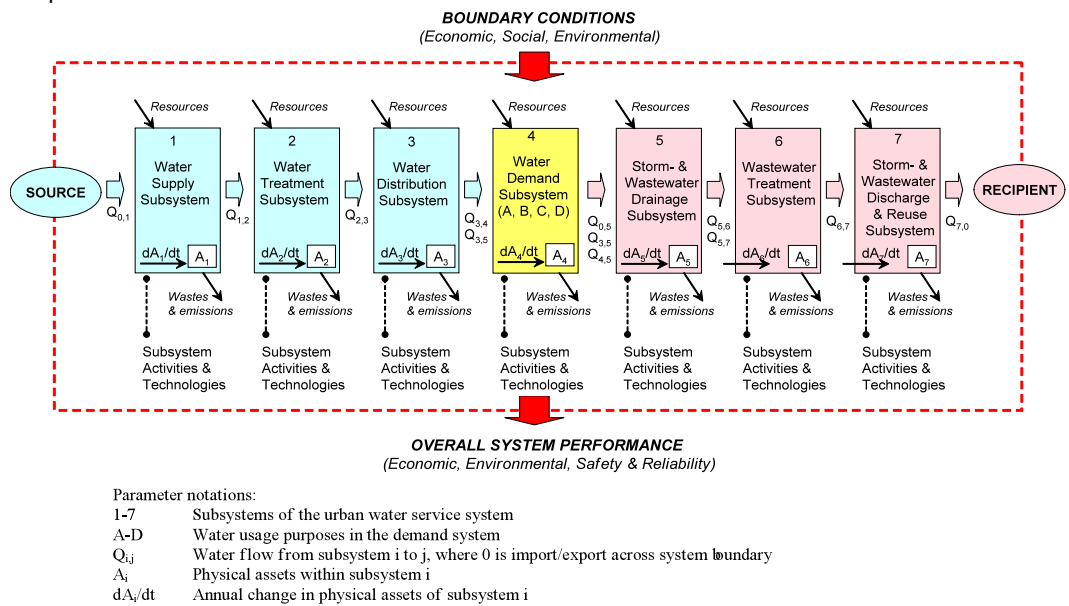 BOUNDARY CONDITIONS
(Economic, Social, Environmental)
Resources
Resources
Resources
Resources
Resources
Resources
Resources
SOURCE
Q0,1
1
Water
Supply
Subsystem
dA1/dt
A1
Q1,2
2
Water
Treatment
Subsystem
dA2/dt
A2
Q2,3
3
Water
Distribution
Subsystem
dA3/dt
A3
Q3,4
Q3,5
4
Water
Demand
Subsystem
(A, B, C, D)
dA4/dt
A4
Q0,5
Q3,5
Q4,5
5
Storm- &
Wastewater
Drainage
Subsystem
dA5/dt
A5
Q5,6
Q5,7
6
Wastewater
Treatment
Subsystem
dA6/dt
A6
Q6,7
7
Storm- &
Wastewater
Discharge
& Reuse
Subsystem
dA7/dt
A7
Q7,0
RECIPIENT
Wastes
& emissions
Wastes
& emissions
Wastes
& emissions
Wastes
& emissions
Wastes
& emissions
Wastes
& emissions
Wastes
& emissions
Subsystem
Activities &
Technologies
Subsystem
Activities &
Technologies
Subsystem
Activities &
Technologies
Subsystem
Activities &
Technologies
Subsystem
Activities &
Technologies
Subsystem
Activities &
Technologies
Subsystem
Activities &
Technologies
OVERALL SYSTEM PERFORMANCE
(Economic, Environmental, Safety & Reliability)
Parameter notations:
1-7 Subsystems of the urban water service system
A-D Water usage purposes in the demand system
Qi,j Water flow from subsystem i to j, where 0 is import/export across system boundary
Ai Physical assets within subsystem i
dAi/dt Annual change in physical assets of subsystem i